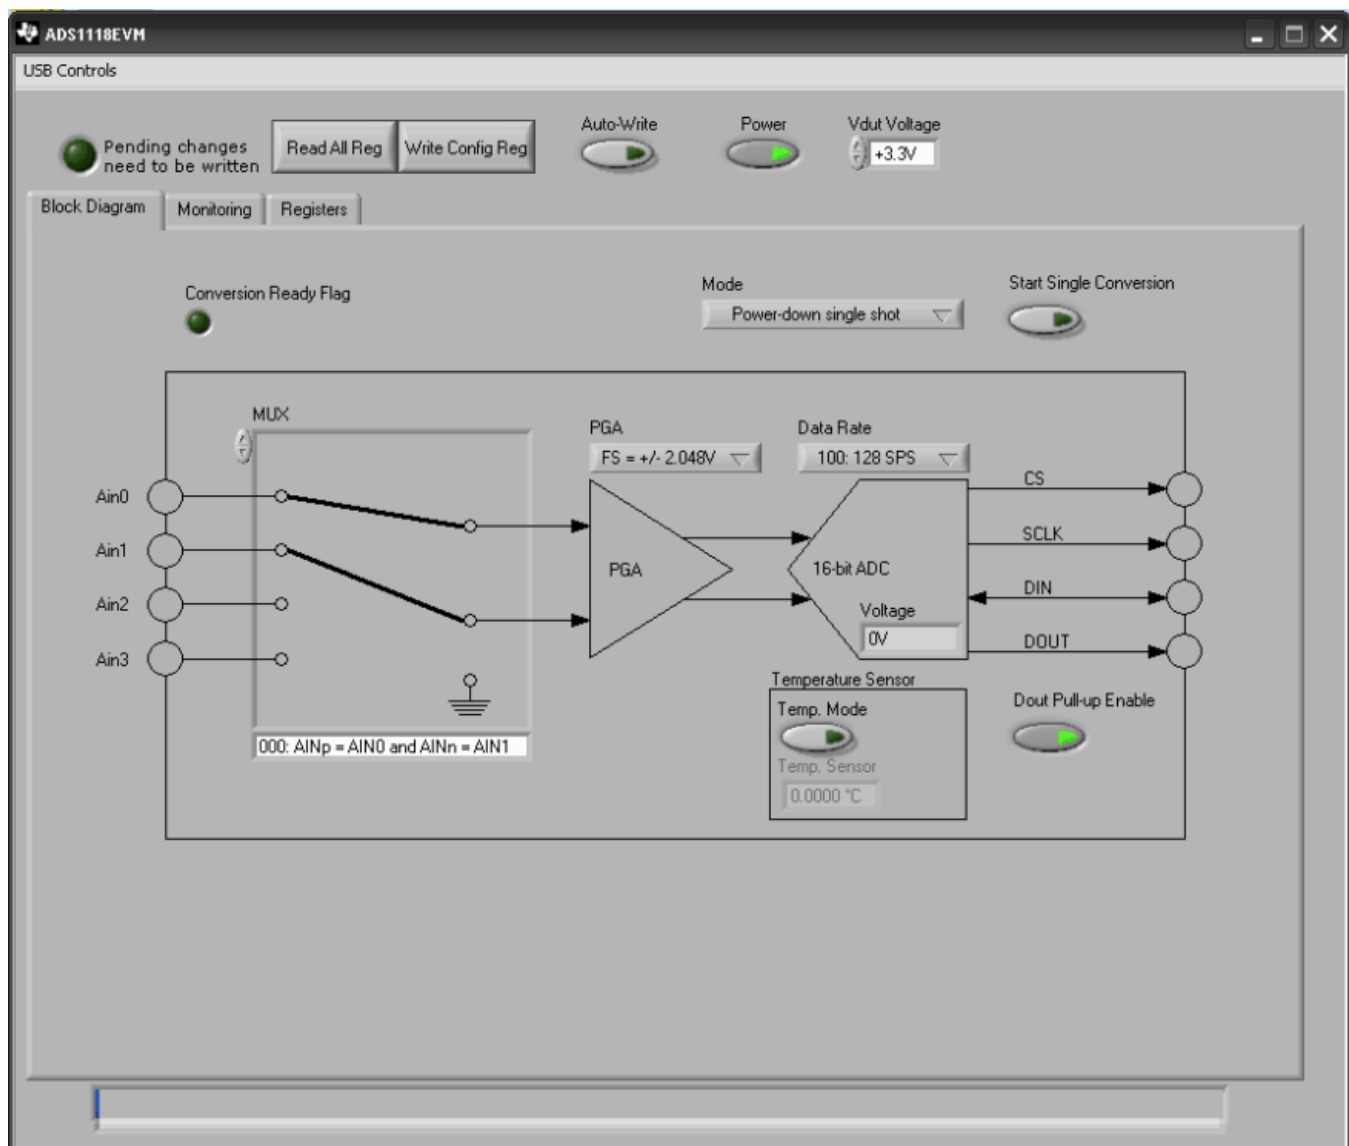 ADS1118EVM
USB Controls
Pending changes
need to be written
Read All Reg
Write Config Reg
Auto-Write
Power
Vdut Voltage
+3.3V
Block Diagram
Monitoring
Registers
Conversion Ready Flag
Mode
Power-down single shot
Start Single Conversion
MUX
PGA
FS = +/- 2.048V
Data Rate
100: 128 SPS
Ain0
Ain1
Ain2
Ain3
PGA
16-bit ADC
Voltage
0V
CS
SCLK
DIN
DOUT
000: AINp = AIN0 and AINn = AIN1
Temperature Sensor
Temp. Mode
Temp. Sensor
0.0000 °C
Dout Pull-up Enable